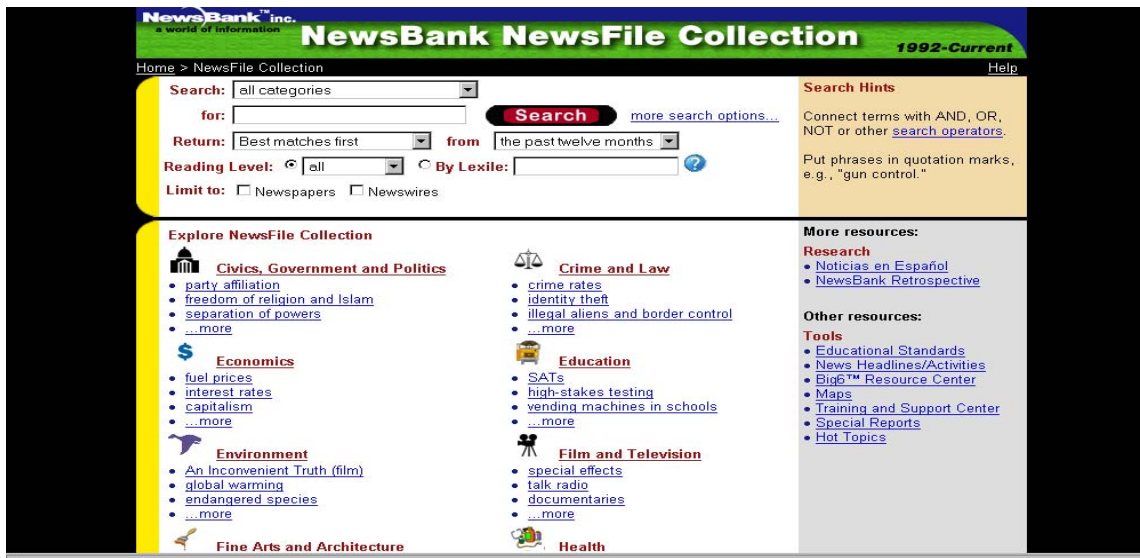 NewsBank™ inc.
a world of information
NewsBank NewsFile Collection
1992-Current
Home > NewsFile Collection
Help
Search: all categories
for:
Search
more search options...
Return: Best matches first from the past twelve months
Reading Level: all By Lexile:
?
Limit to: Newspapers Newswires
Search Hints
Connect terms with AND, OR,
NOT or other search operators.
Put phrases in quotation marks,
e.g., "gun control."
Explore NewsFile Collection
Civics, Government and Politics
• party affiliation
• freedom of religion and Islam
• separation of powers
• ...more
Crime and Law
• crime rates
• identity theft
• illegal aliens and border control
• ...more
$
Economics
• fuel prices
• interest rates
• capitalism
• ...more
Education
• SATs
• high-stakes testing
• vending machines in schools
• ...more
Environment
• An Inconvenient Truth (film)
• global warming
• endangered species
• ...more
Film and Television
• special effects
• talk radio
• documentaries
• ...more
Fine Arts and Architecture
Health
More resources:
Research
• Noticias en Español
• NewsBank Retrospective
Other resources:
Tools
• Educational Standards
• News Headlines/Activities
• Big6™ Resource Center
• Maps
• Training and Support Center
• Special Reports
• Hot Topics